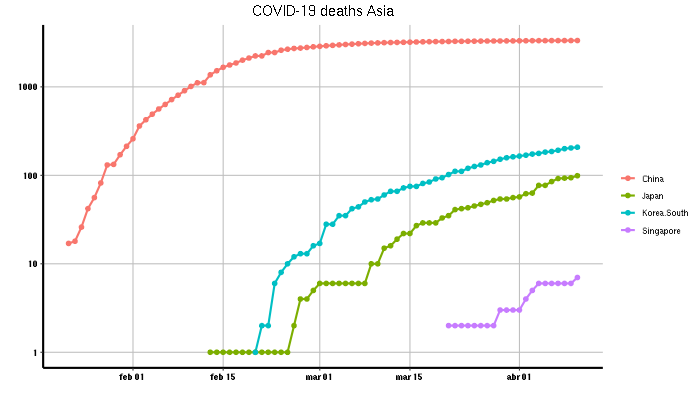 COVID-19 deaths Asia
1000
100
10
1
feb 01
feb 15
mar 01
mar 15
abr 01
China
Japan
Korea.South
Singapore